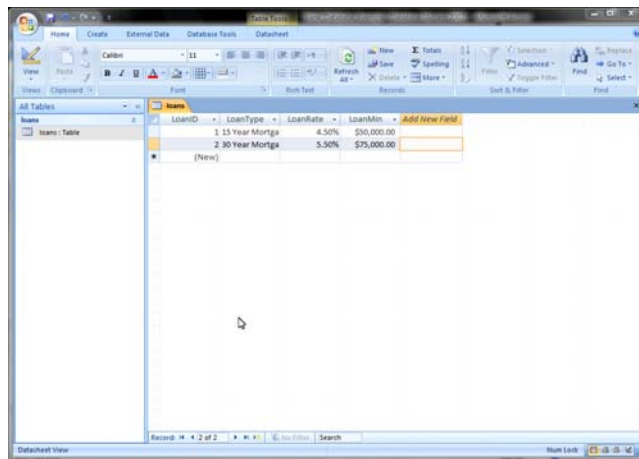 Table Tools
Home Create External Data Database Tools Datasheet
Calibri 11
New Totals Selection Replace
Save Spelling Advanced Go To
View Paste B I U A Refresh All Delete More Filter Toggle Filter Find Select
Views Clipboard Font Rich Text Records Sort & Filter Find
All Tables
loans
loans : Table
loans
LoanID LoanType LoanRate LoanMin Add New Field
1 15 Year Mortga 4.50% $50,000.00
2 30 Year Mortga 5.50% $75,000.00
(New)
Record: 2 of 2 No Filter Search
Datasheet View Num Lock